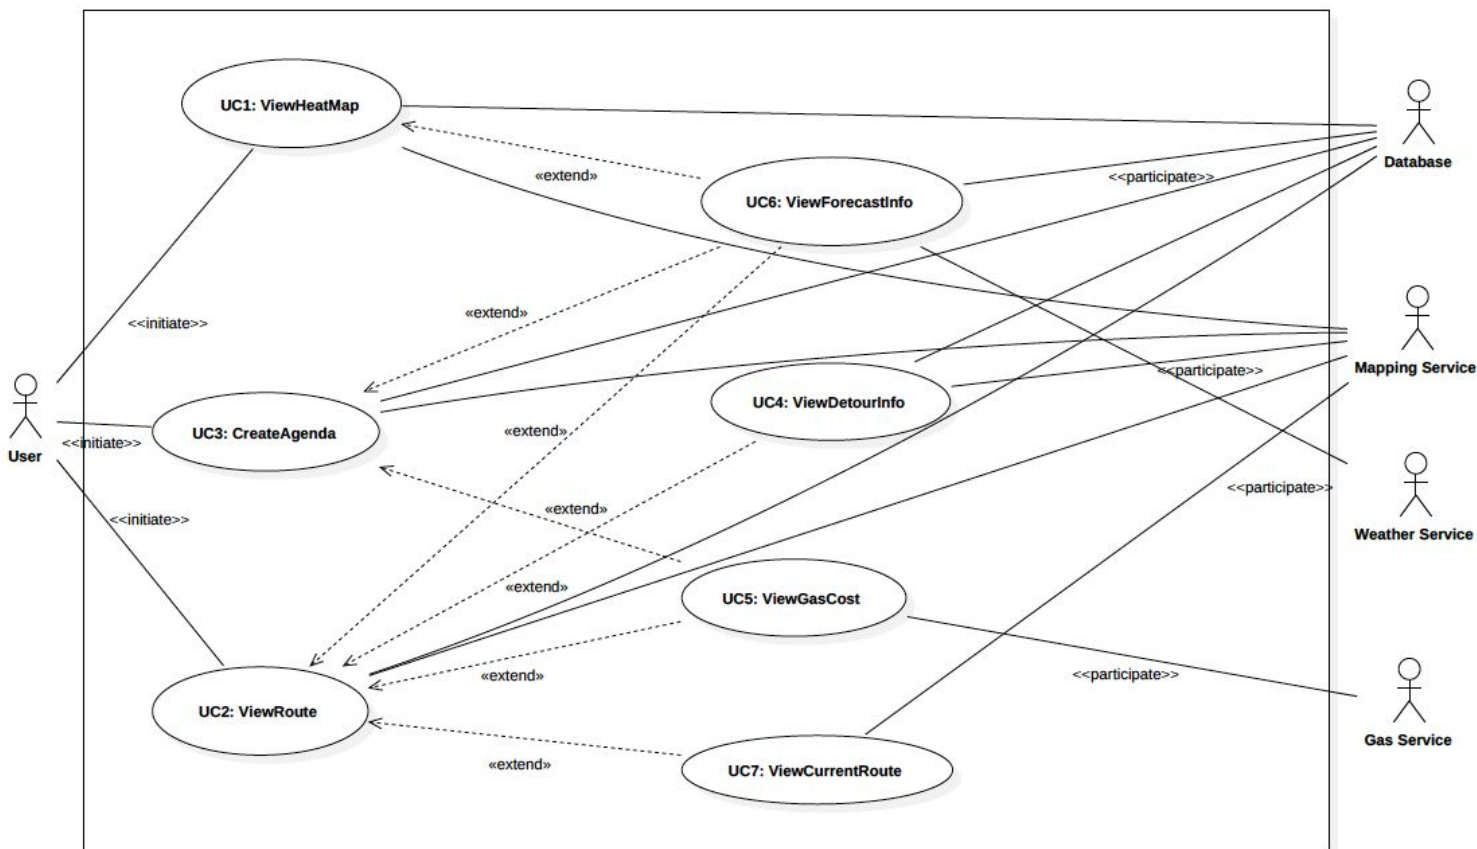 UC1: ViewHeatMap
Database
«extend»
<<participate>>
UC6: ViewForecastInfo
«extend»
<<initiate>>
Mapping Service
<<participate>>
UC4: ViewDetourInfo
UC3: CreateAgenda
«extend»
<<initiate>>
User
<<participate>>
«extend»
<<initiate>>
Weather Service
«extend»
UC5: ViewGasCost
«extend»
<<participate>>
UC2: ViewRoute
Gas Service
«extend»
UC7: ViewCurrentRoute